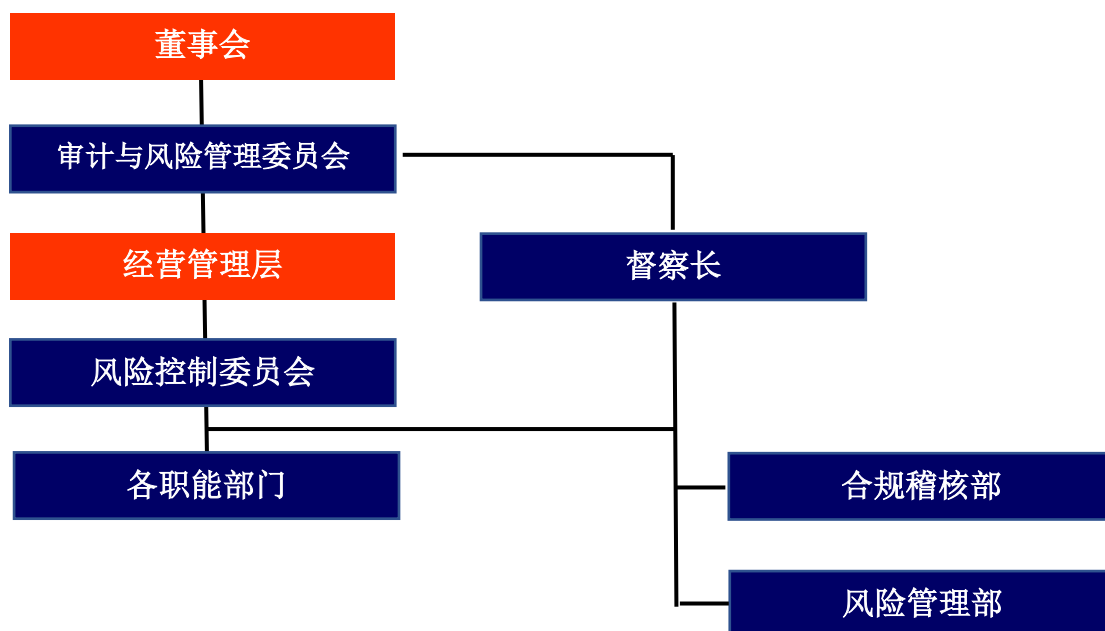 董事会
审计与风险管理委员会
经营管理层
督察长
风险控制委员会
各职能部门
合规稽核部
风险管理部